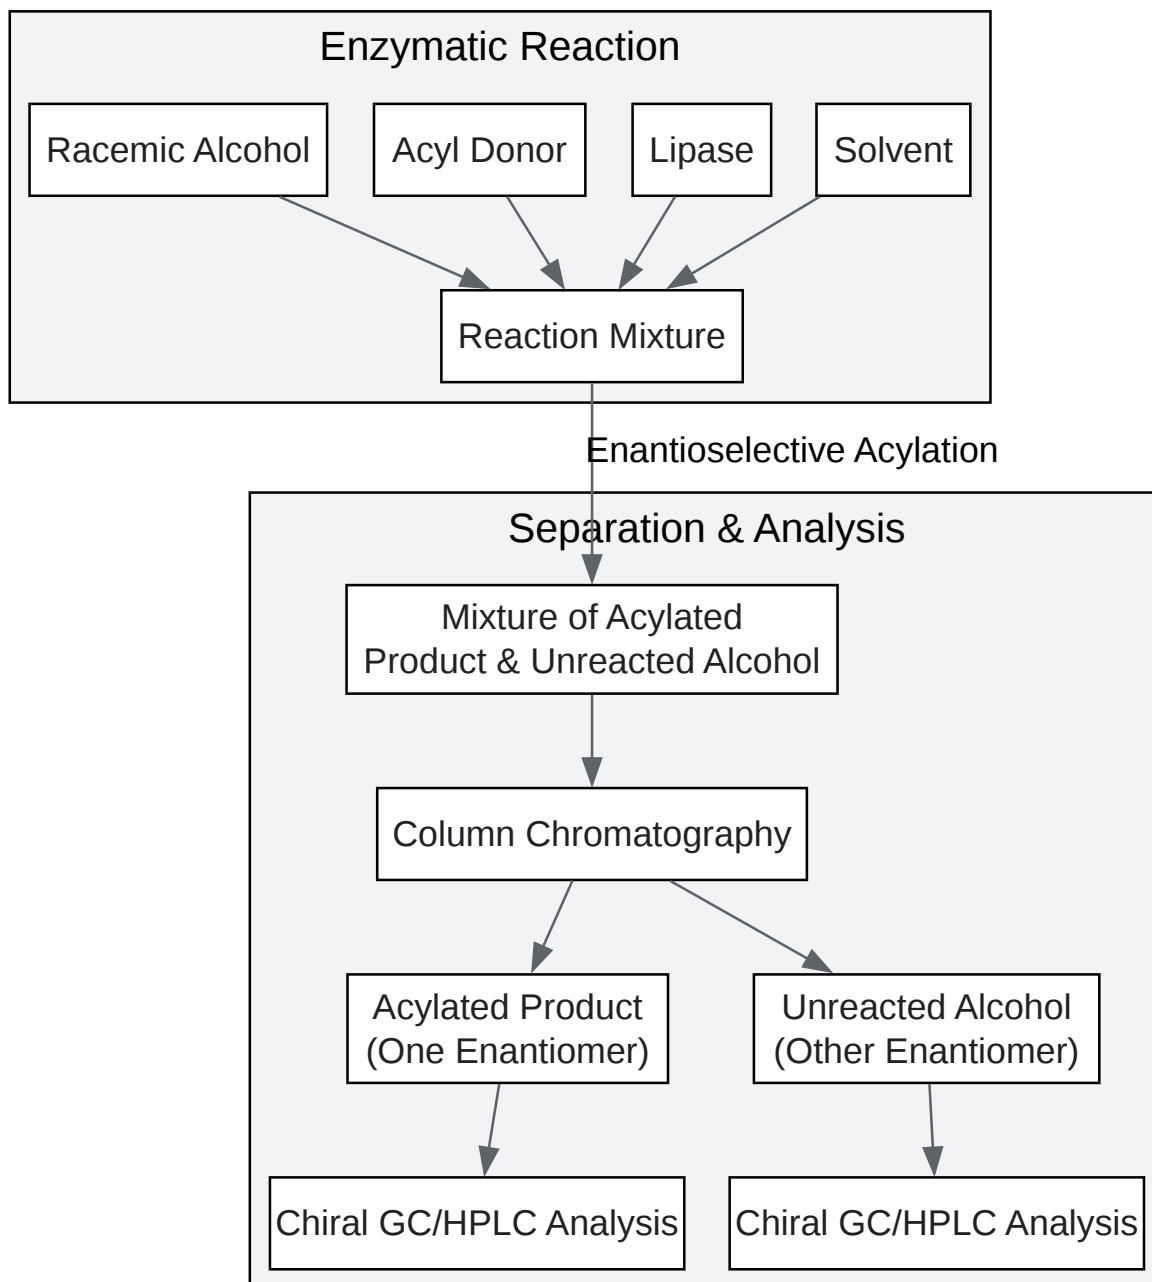 Enzymatic Reaction
Racemic Alcohol
Acyl Donor
Lipase
Solvent
Reaction Mixture
Enantioselective Acylation
Separation & Analysis
Mixture of Acylated
Product & Unreacted Alcohol
Column Chromatography
Acylated Product
(One Enantiomer)
Unreacted Alcohol
(Other Enantiomer)
Chiral GC/HPLC Analysis
Chiral GC/HPLC Analysis